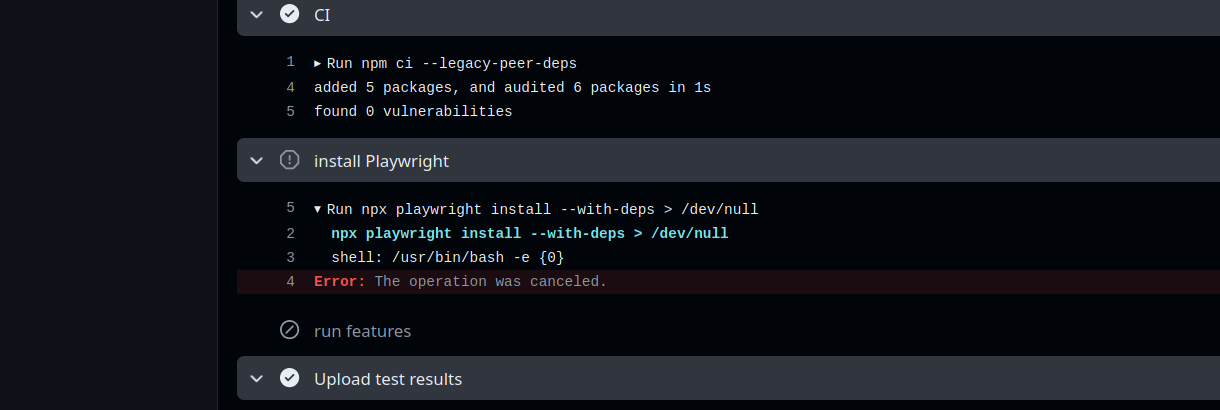 CI
1 ▶ Run npm ci --legacy-peer-deps
4 added 5 packages, and audited 6 packages in 1s
5 found 0 vulnerabilities
install Playwright
5 ▼ Run npx playwright install --with-deps > /dev/null
2 npx playwright install --with-deps > /dev/null
3 shell: /usr/bin/bash -e {0}
4 Error: The operation was canceled.
run features
Upload test results